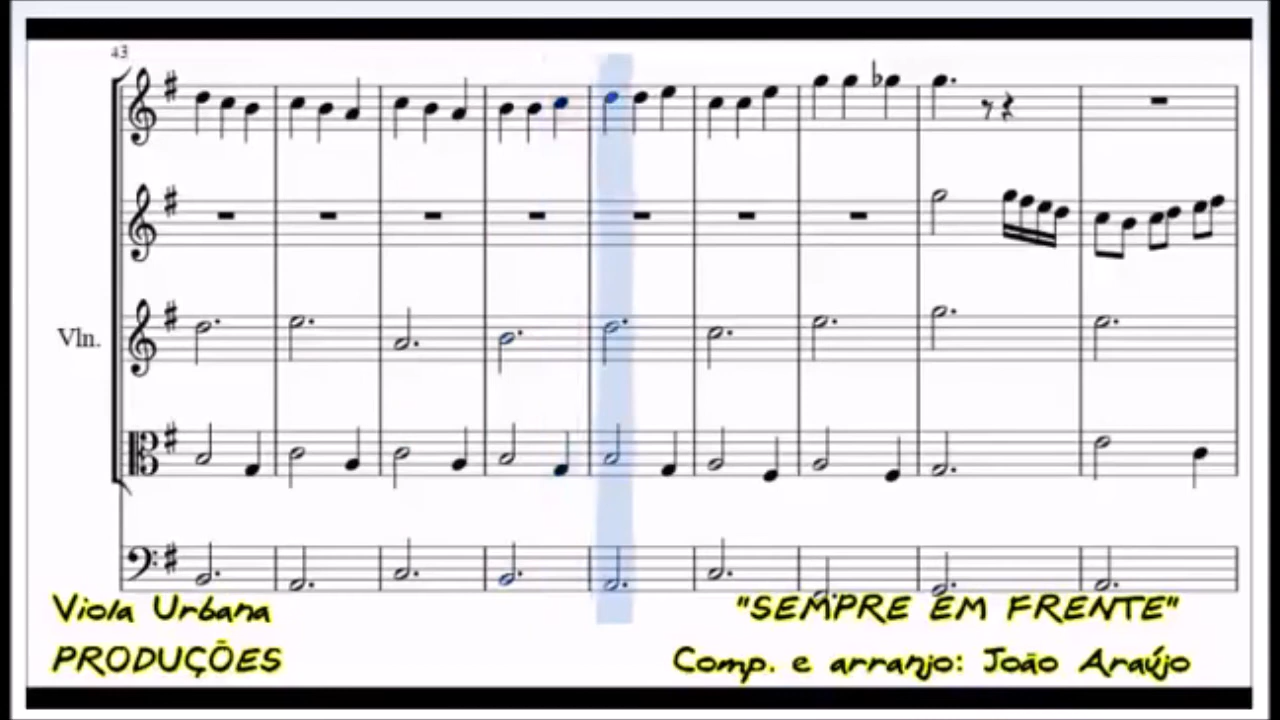 43
Vln.
Viola Urbana
PRODUÇÕES
"SEMPRE EM FRENTE"
Comp. e arranjo: João Araújo